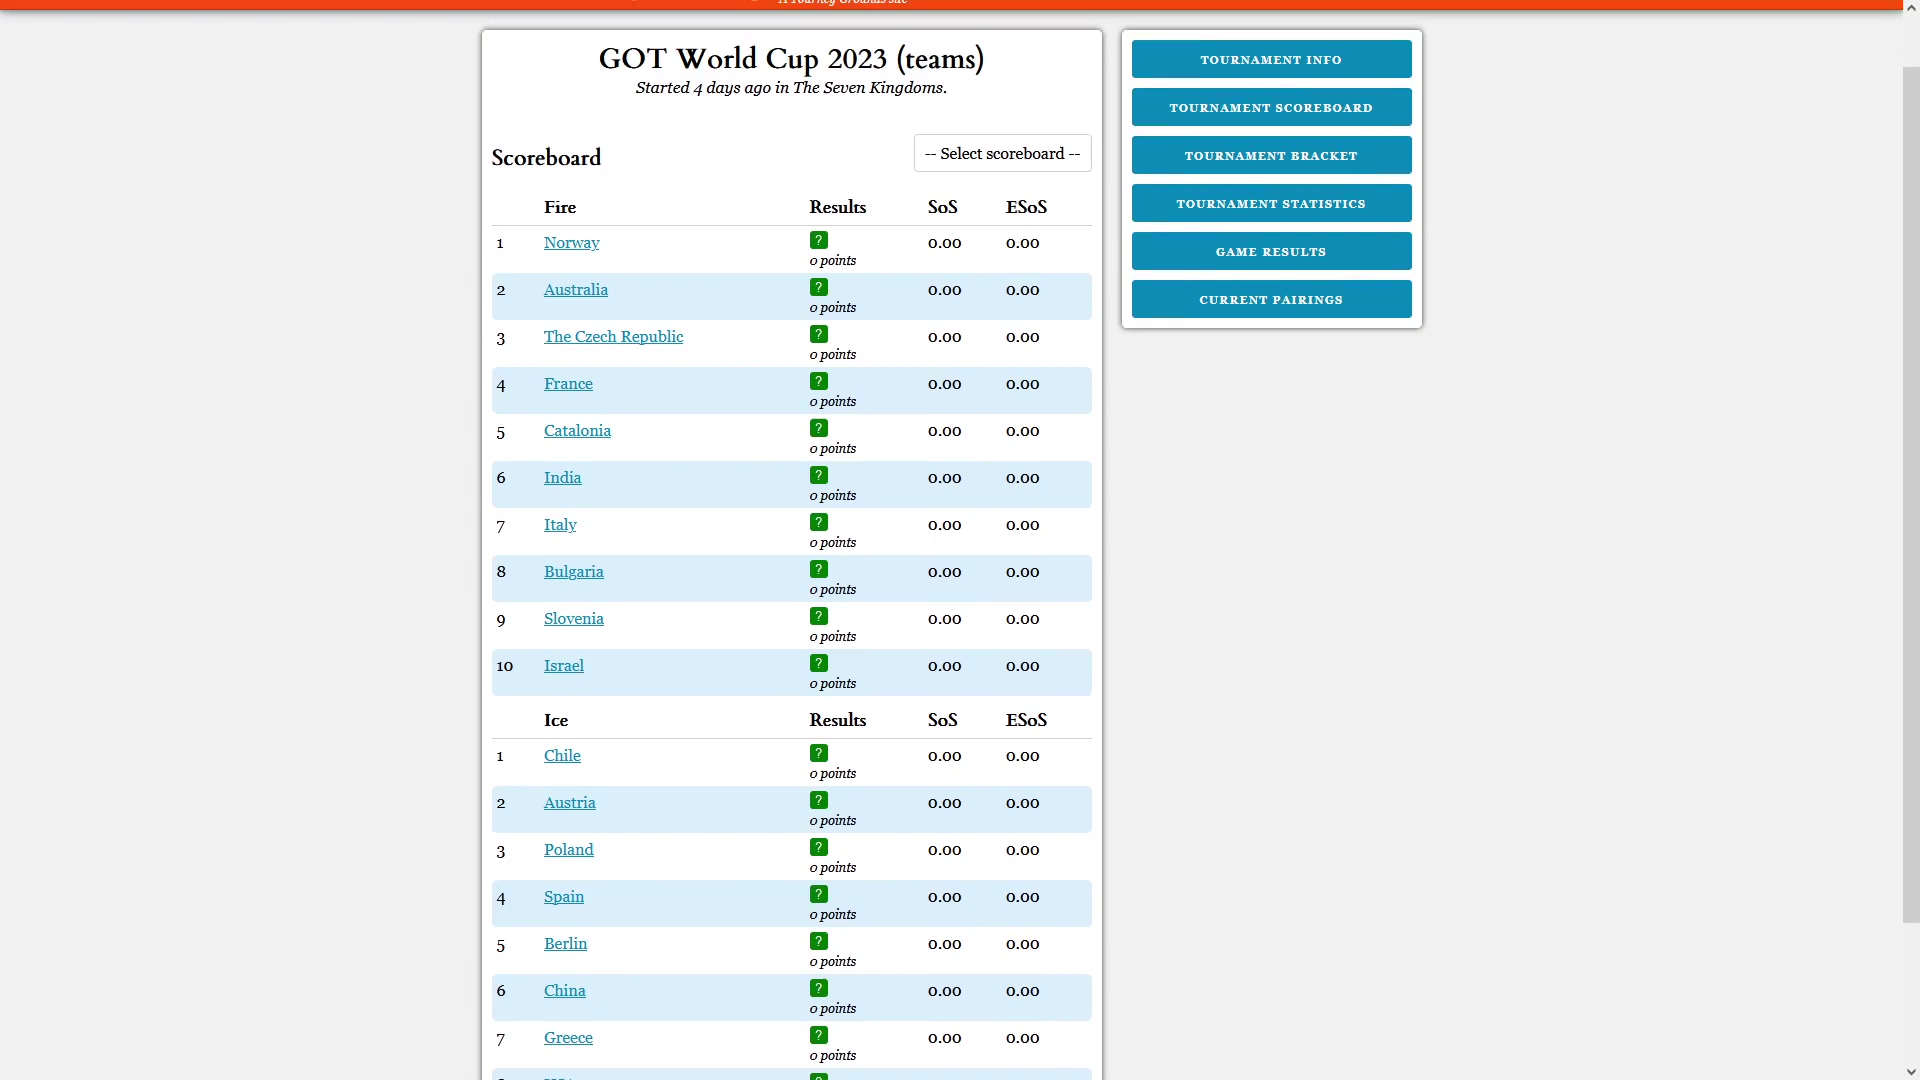 A Tourney Grounds site
GOT World Cup 2023 (teams)
Started 4 days ago in The Seven Kingdoms.
Scoreboard
-- Select scoreboard --
Fire Results SoS ESoS
1 Norway ? 0.00 0.00
0 points
2 Australia ? 0.00 0.00
0 points
3 The Czech Republic ? 0.00 0.00
0 points
4 France ? 0.00 0.00
0 points
5 Catalonia ? 0.00 0.00
0 points
6 India ? 0.00 0.00
0 points
7 Italy ? 0.00 0.00
0 points
8 Bulgaria ? 0.00 0.00
0 points
9 Slovenia ? 0.00 0.00
0 points
10 Israel ? 0.00 0.00
0 points
Ice Results SoS ESoS
1 Chile ? 0.00 0.00
0 points
2 Austria ? 0.00 0.00
0 points
3 Poland ? 0.00 0.00
0 points
4 Spain ? 0.00 0.00
0 points
5 Berlin ? 0.00 0.00
0 points
6 China ? 0.00 0.00
0 points
7 Greece ? 0.00 0.00
0 points
TOURNAMENT INFO
TOURNAMENT SCOREBOARD
TOURNAMENT BRACKET
TOURNAMENT STATISTICS
GAME RESULTS
CURRENT PAIRINGS